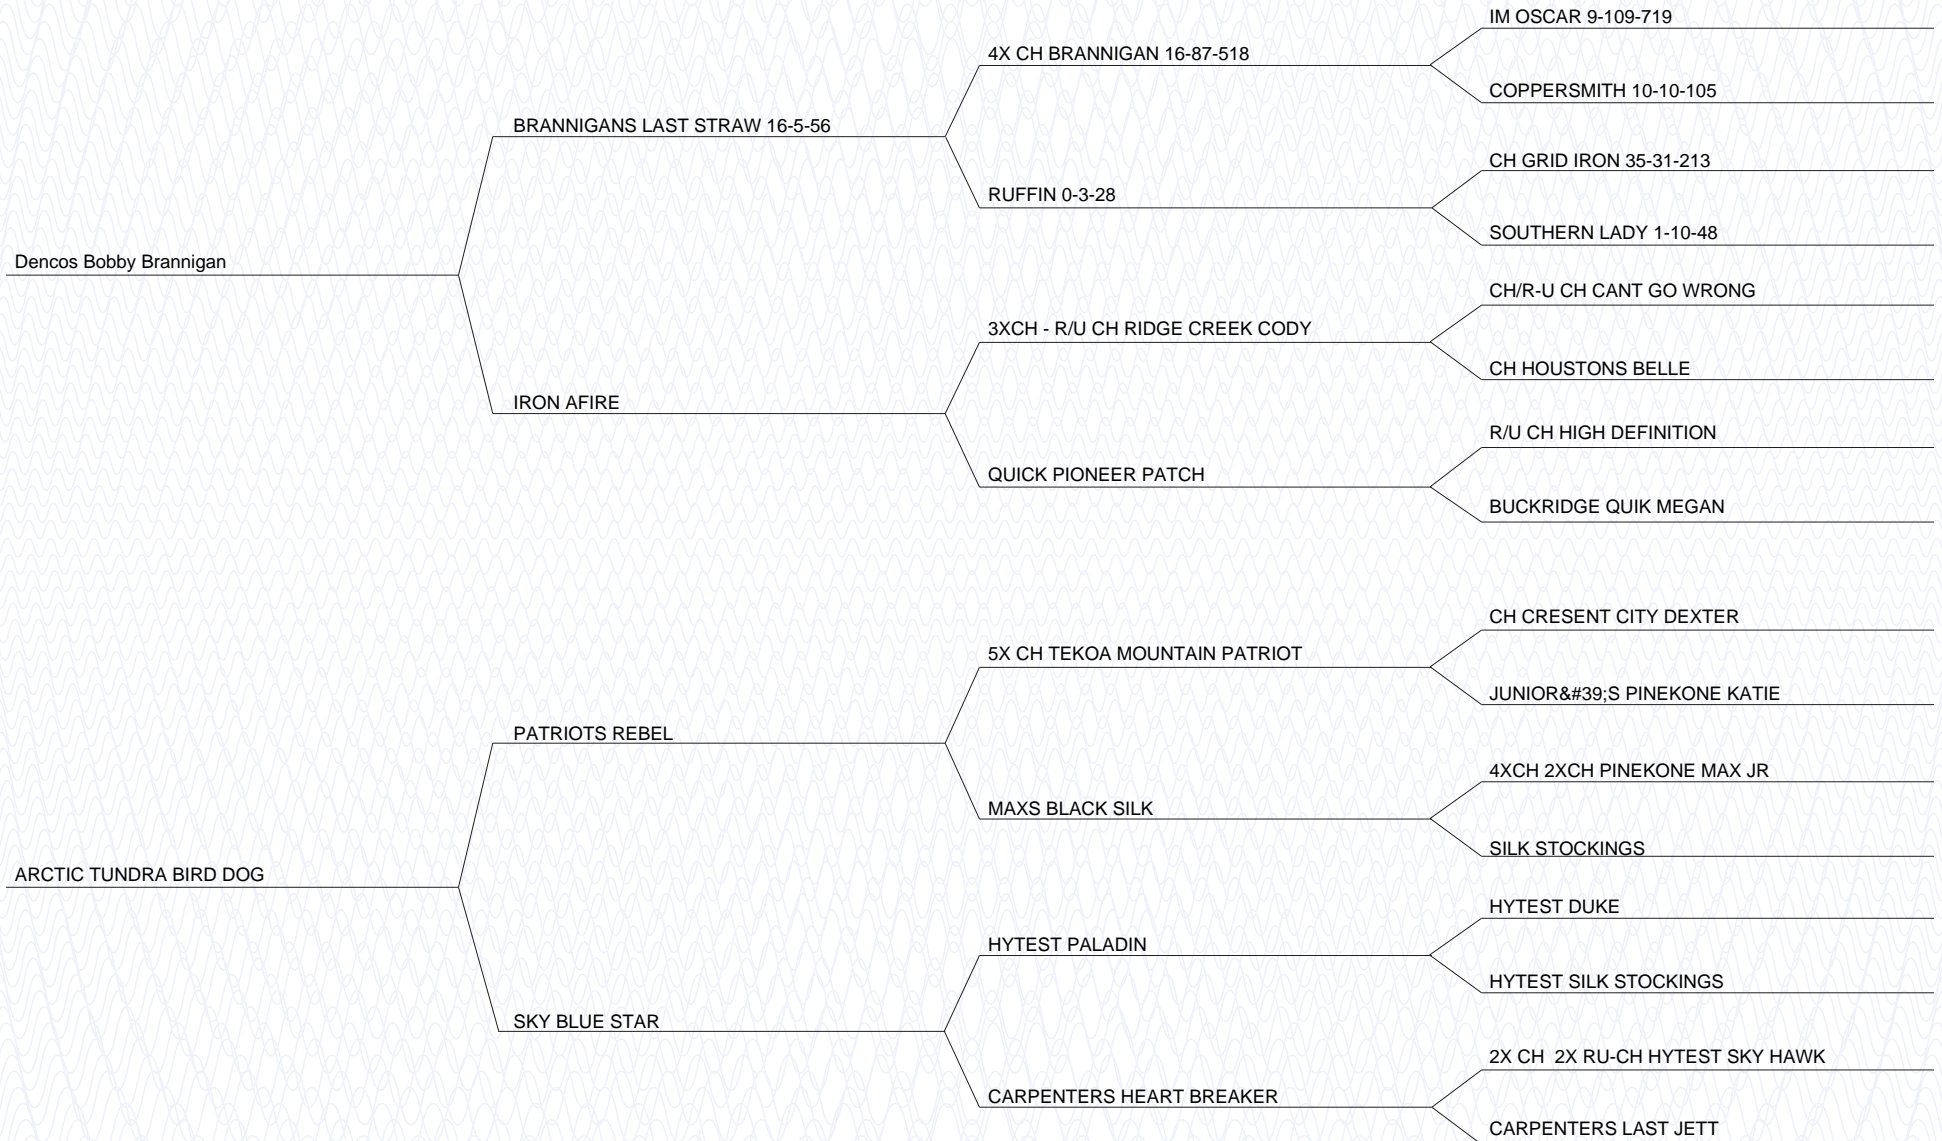 IM OSCAR 9-109-719
4X CH BRANNIGAN 16-87-518
COPPERSMITH 10-10-105
BRANNIGANS LAST STRAW 16-5-56
CH GRID IRON 35-31-213
RUFFIN 0-3-28
SOUTHERN LADY 1-10-48
Dencos Bobby Brannigan
CH/R-U CH CANT GO WRONG
3XCH - R/U CH RIDGE CREEK CODY
CH HOUSTONS BELLE
IRON AFIRE
R/U CH HIGH DEFINITION
QUICK PIONEER PATCH
BUCKRIDGE QUIK MEGAN
CH CRESENT CITY DEXTER
5X CH TEKOA MOUNTAIN PATRIOT
JUNIOR&#39;S PINEKONE KATIE
PATRIOTS REBEL
4XCH 2XCH PINEKONE MAX JR
MAXS BLACK SILK
SILK STOCKINGS
ARCTIC TUNDRA BIRD DOG
HYTEST DUKE
HYTEST PALADIN
HYTEST SILK STOCKINGS
SKY BLUE STAR
2X CH  2X RU-CH HYTEST SKY HAWK
CARPENTERS HEART BREAKER
CARPENTERS LAST JETT